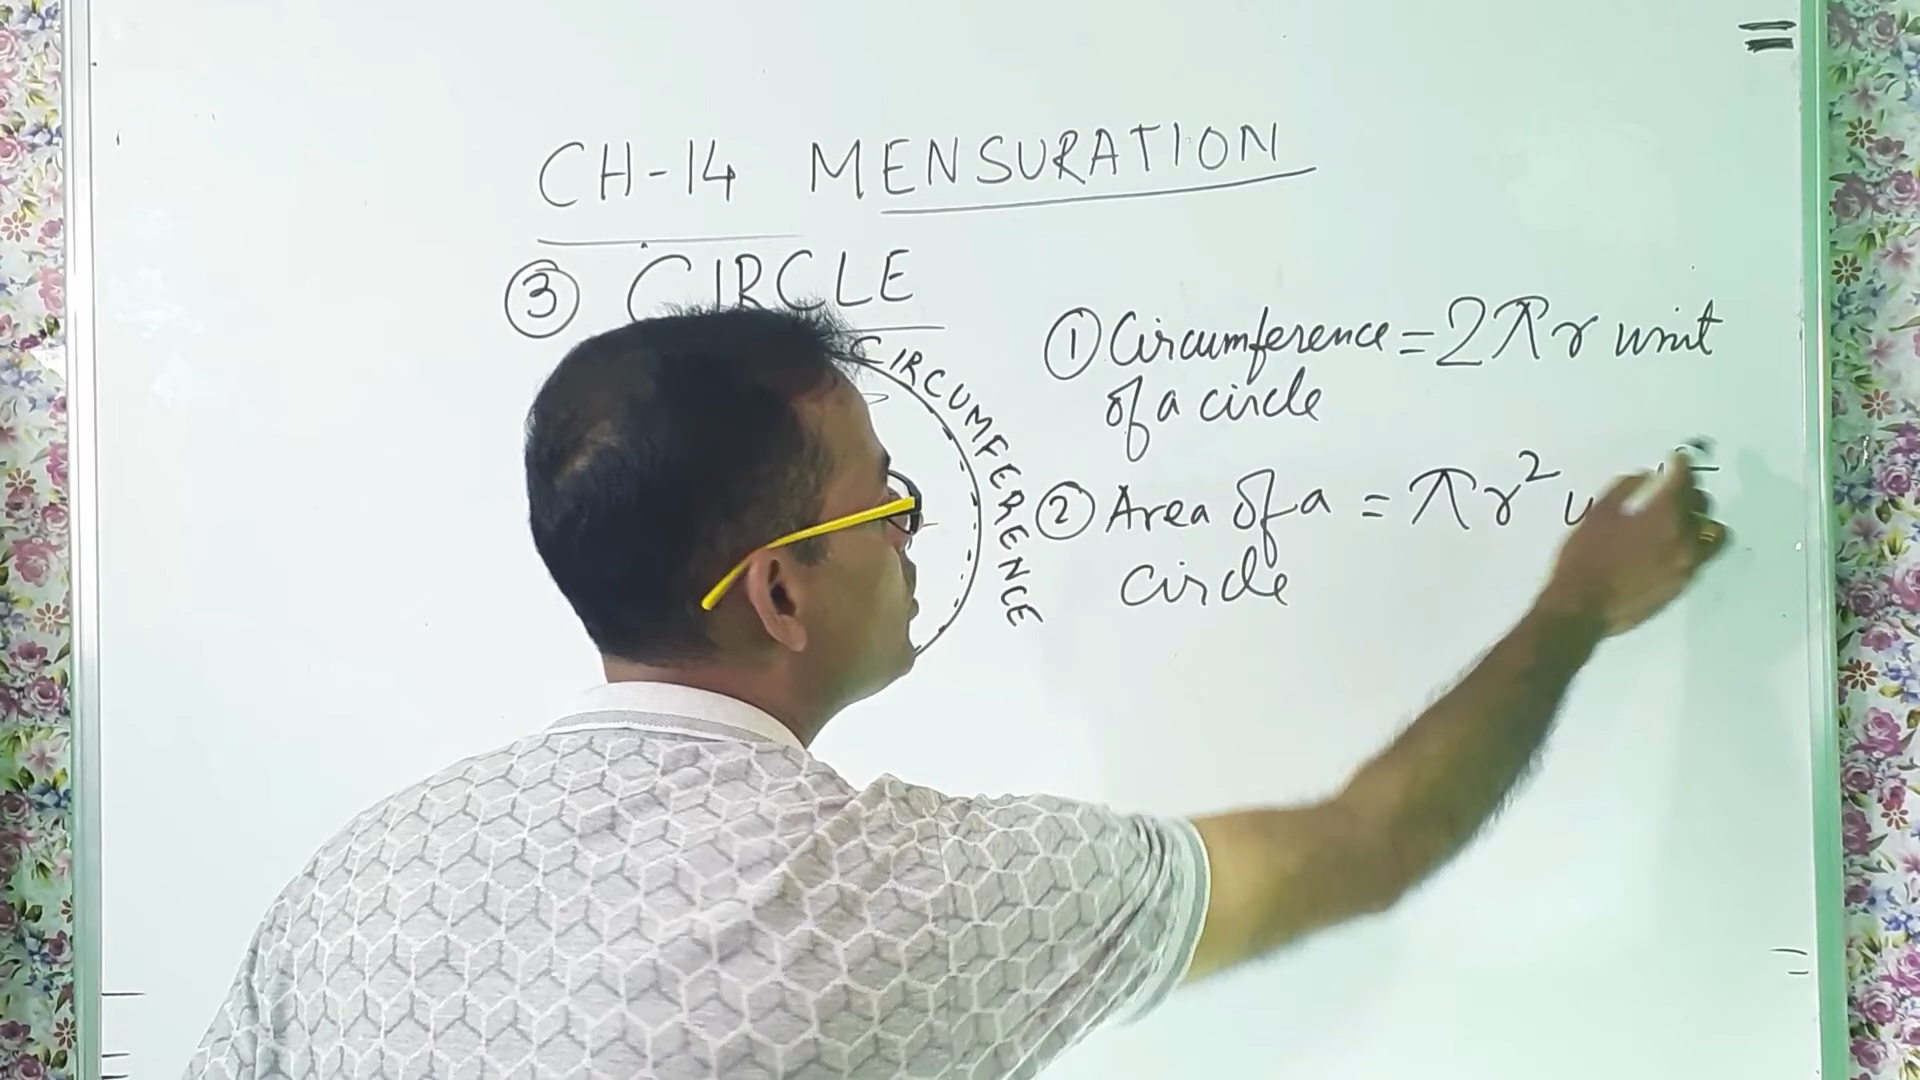 CH-14 MENSURATION
③ CIRCLE
CIRCUMFERENCE
① Circumference = 2πr unit
of a circle
② Area of a = πr²
circle